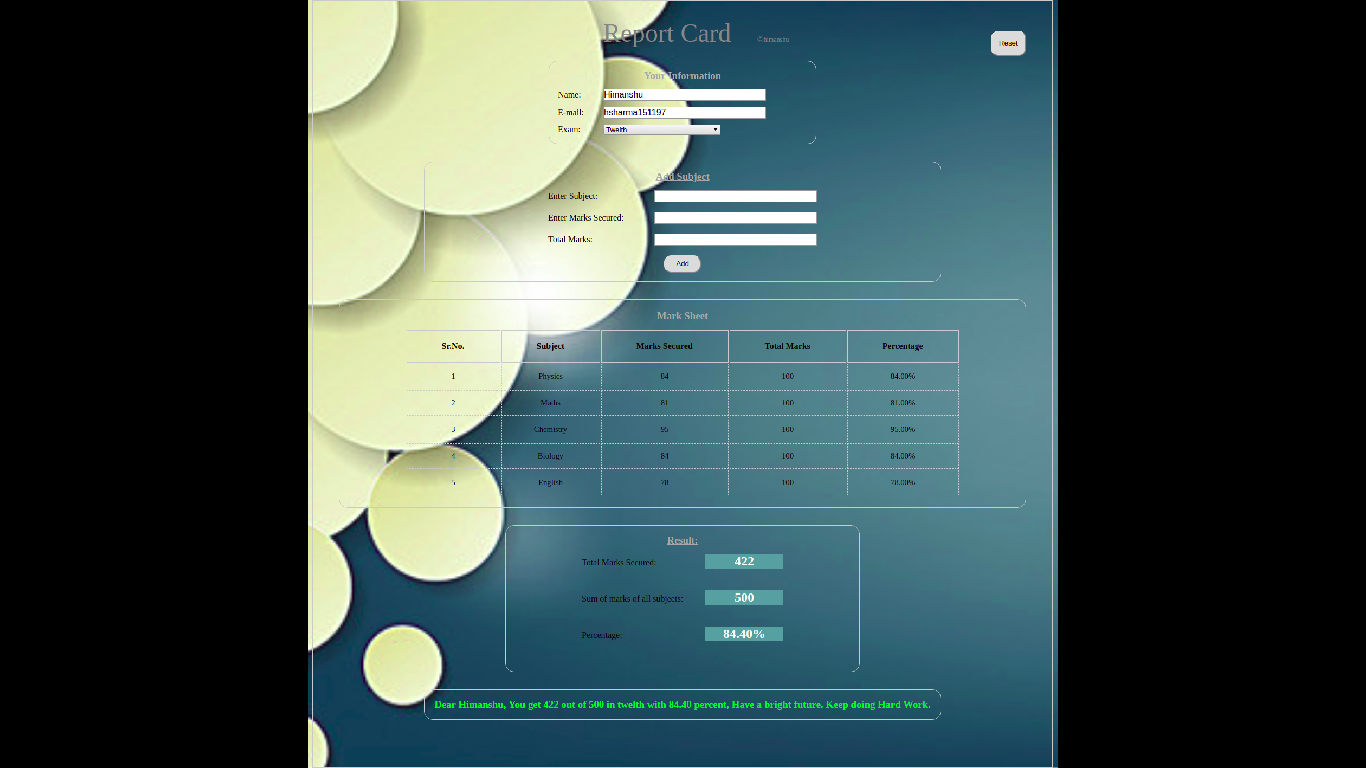 Report Card ©himanshu
Reset
Your Information
Name: Himanshu
E-mail: hsharma151197
Exam: Twelth
Add Subject
Enter Subject:
Enter Marks Secured:
Total Marks:
Add
Mark Sheet
Sr.No. Subject Marks Secured Total Marks Percentage
1 Physics 84 100 84.00%
2 Maths 81 100 81.00%
3 Chemistry 95 100 95.00%
4 Biology 84 100 84.00%
5 English 78 100 78.00%
Result:
Total Marks Secured: 422
Sum of marks of all subjects: 500
Percentage: 84.40%
Dear Himanshu, You get 422 out of 500 in twelth with 84.40 percent, Have a bright future. Keep doing Hard Work.